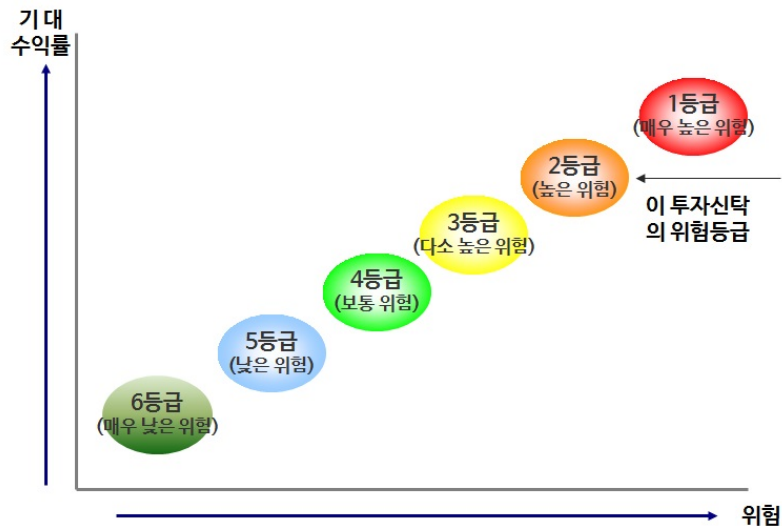 기 대
수익률
1등급
(매우 높은 위험)
2등급
(높은 위험)
이 투자신탁
의 위험등급
3등급
(다소 높은 위험)
4등급
(보통 위험)
5등급
(낮은 위험)
6등급
(매우 낮은 위험)
위험